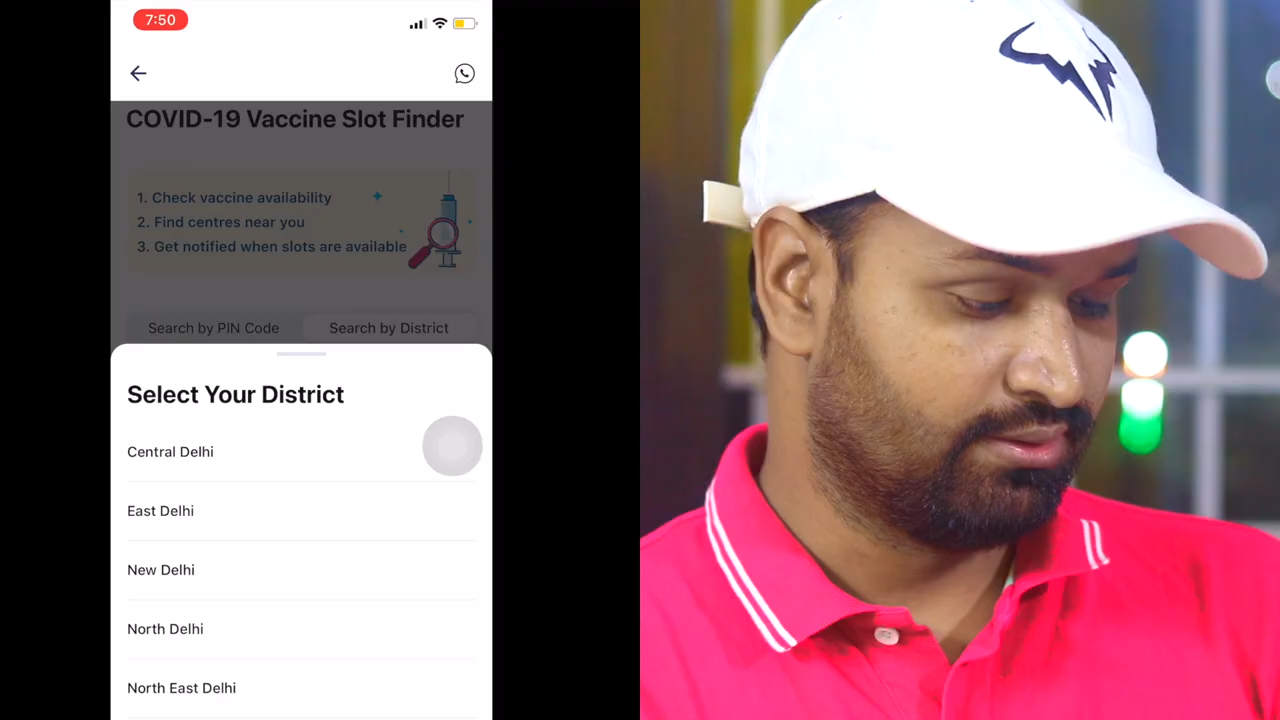 7:50
COVID-19 Vaccine Slot Finder
1. Check vaccine availability
2. Find centres near you
3. Get notified when slots are available
Search by PIN Code
Search by District
Select Your District
Central Delhi
East Delhi
New Delhi
North Delhi
North East Delhi